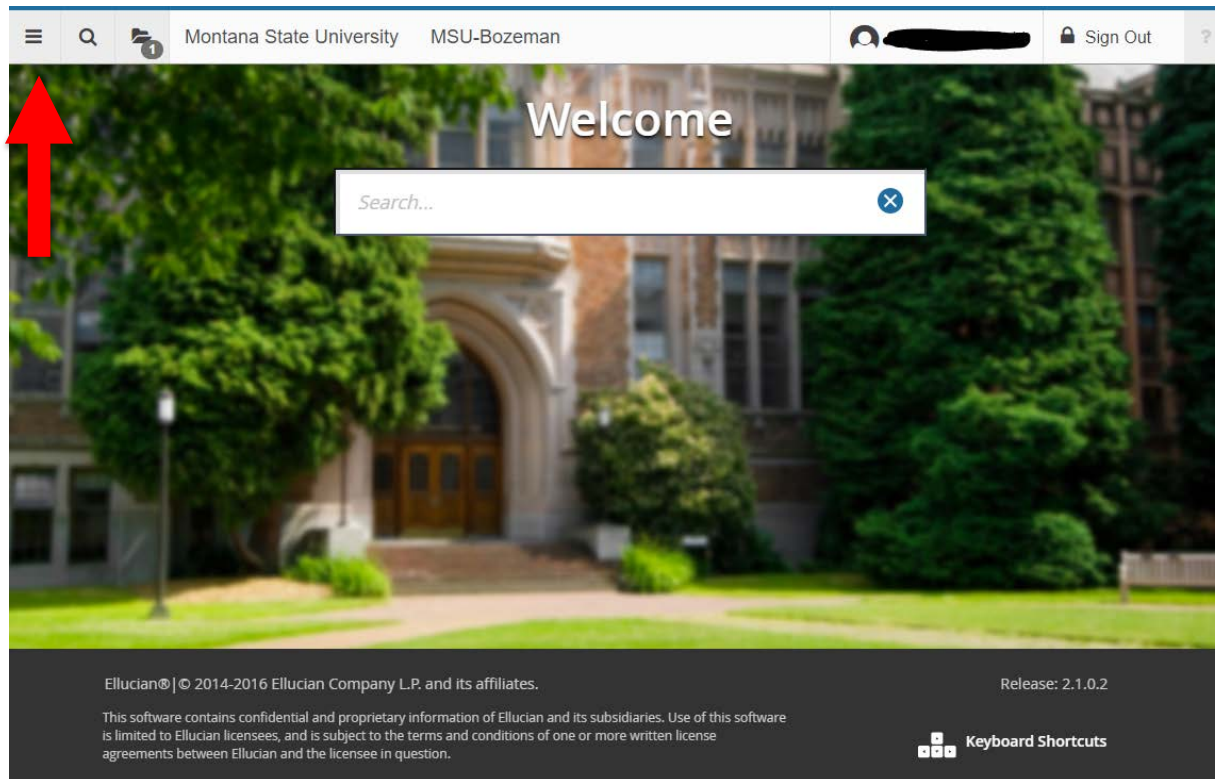 1 Montana State University MSU-Bozeman Sign Out ?
Welcome
Search...
Ellucian®|© 2014-2016 Ellucian Company L.P. and its affiliates.
Release: 2.1.0.2
This software contains confidential and proprietary information of Ellucian and its subsidiaries. Use of this software
is limited to Ellucian licensees, and is subject to the terms and conditions of one or more written license
agreements between Ellucian and the licensee in question.
Keyboard Shortcuts